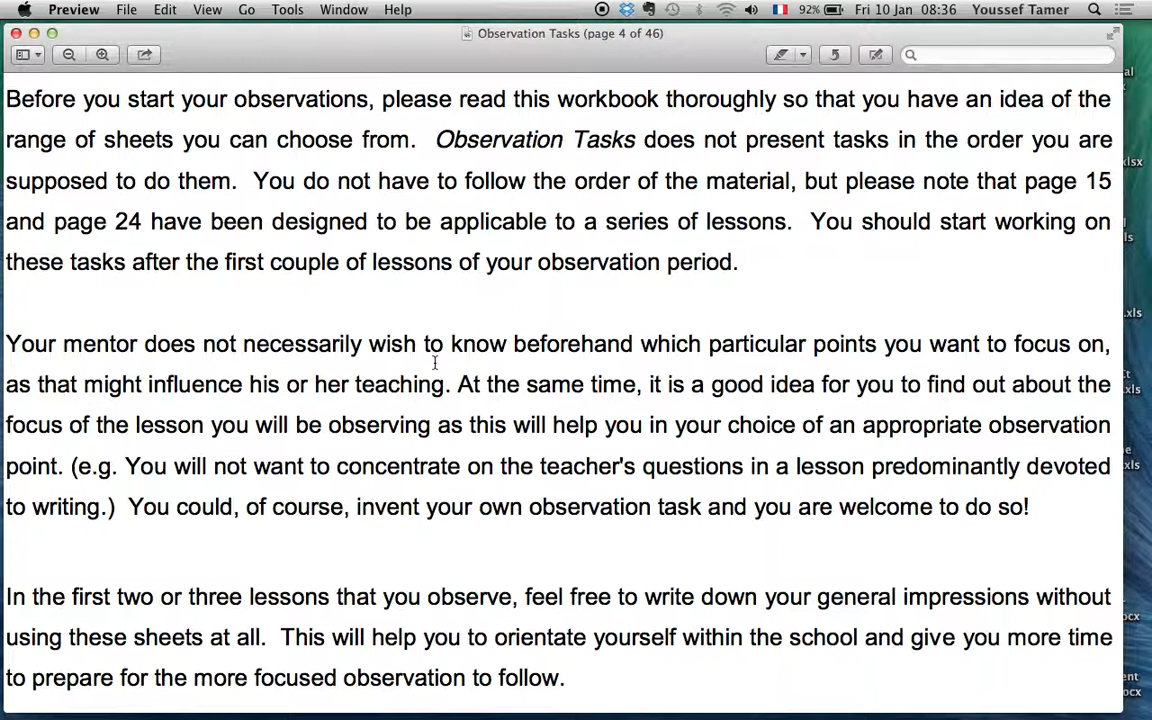 Preview File Edit View Go Tools Window Help 92% Fri 10 Jan 08:36 Youssef Tamer
Observation Tasks (page 4 of 46)
Before you start your observations, please read this workbook thoroughly so that you have an idea of the
range of sheets you can choose from. Observation Tasks does not present tasks in the order you are
supposed to do them. You do not have to follow the order of the material, but please note that page 15
and page 24 have been designed to be applicable to a series of lessons. You should start working on
these tasks after the first couple of lessons of your observation period.
Your mentor does not necessarily wish to know beforehand which particular points you want to focus on,
as that might influence his or her teaching. At the same time, it is a good idea for you to find out about the
focus of the lesson you will be observing as this will help you in your choice of an appropriate observation
point. (e.g. You will not want to concentrate on the teacher's questions in a lesson predominantly devoted
to writing.) You could, of course, invent your own observation task and you are welcome to do so!
In the first two or three lessons that you observe, feel free to write down your general impressions without
using these sheets at all. This will help you to orientate yourself within the school and give you more time
to prepare for the more focused observation to follow.